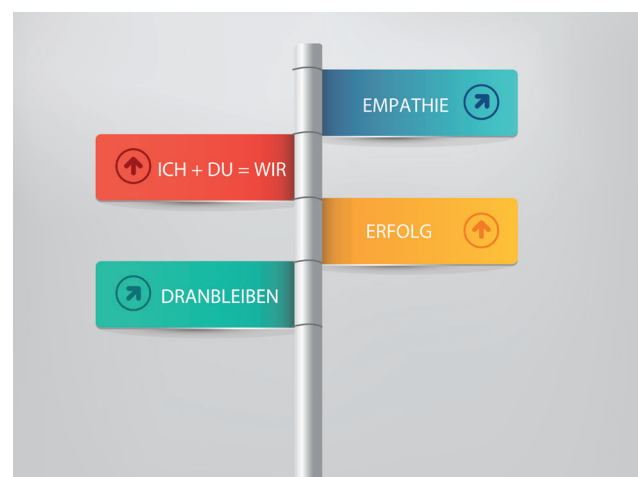 EMPATHIE
ICH + DU = WIR
ERFOLG
DRANBLEIBEN